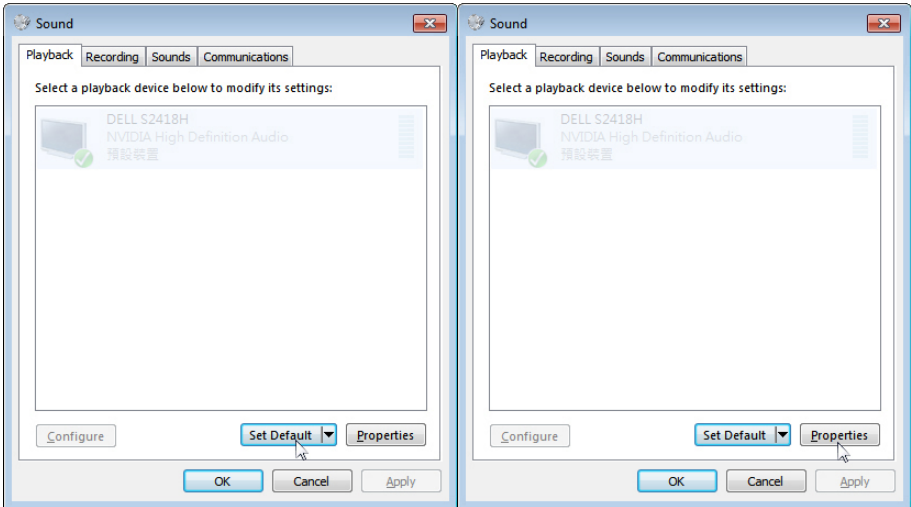 Sound
Playback Recording Sounds Communications
Select a playback device below to modify its settings:
DELL S2418H
NVIDIA High Definition Audio
預設裝置
Configure Set Default Properties
OK Cancel Apply
Sound
Playback Recording Sounds Communications
Select a playback device below to modify its settings:
DELL S2418H
NVIDIA High Definition Audio
預設裝置
Configure Set Default Properties
OK Cancel Apply